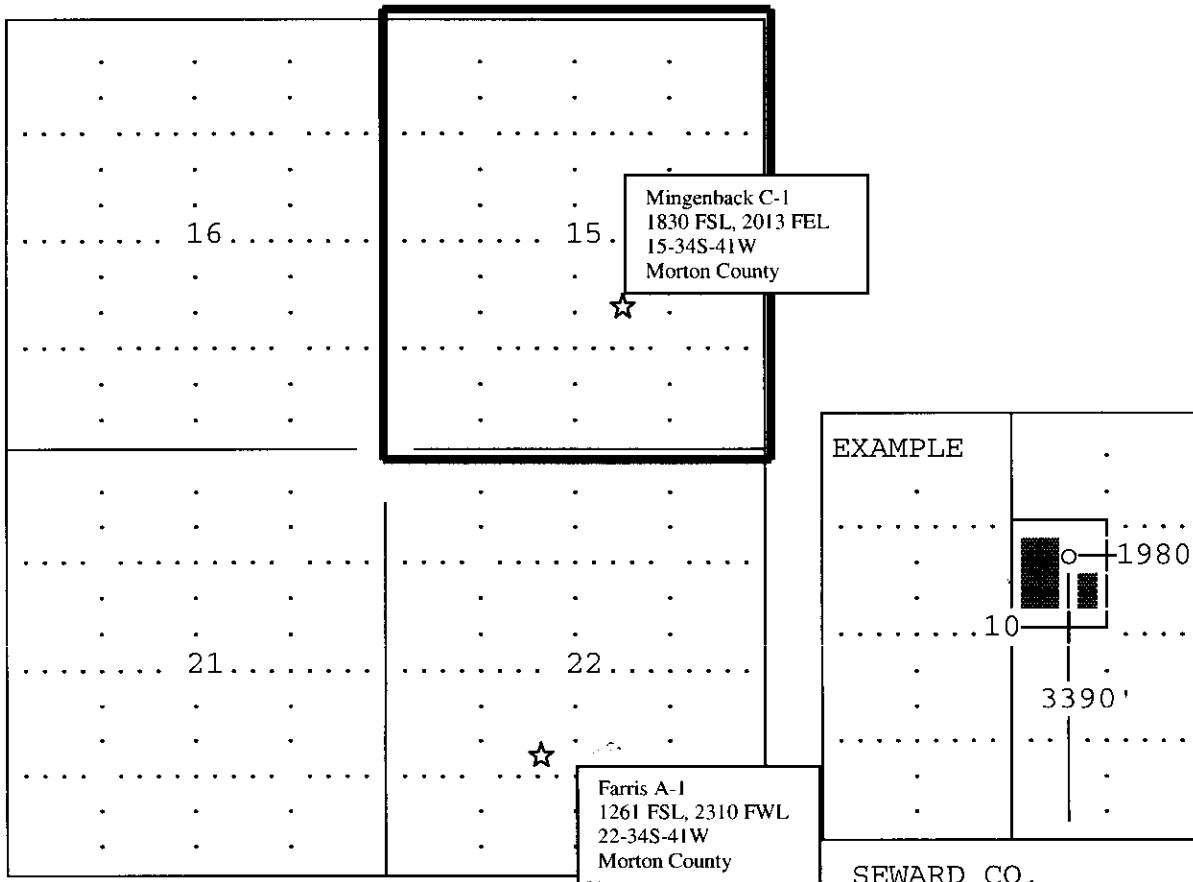 16
15
Mingenback C-1
1830 FSL, 2013 FEL
15-34S-41W
Morton County
EXAMPLE
1980
10
3390'
21
22
Farris A-1
1261 FSL, 2310 FWL
22-34S-41W
Morton County
SEWARD CO.